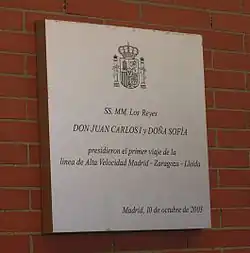 SS. MM. Los Reyes
DON JUAN CARLOS I y DOÑA SOFÍA
presidieron el primer viaje de la
línea de Alta Velocidad Madrid - Zaragoza - Lleida
Madrid, 10 de octubre de 2003